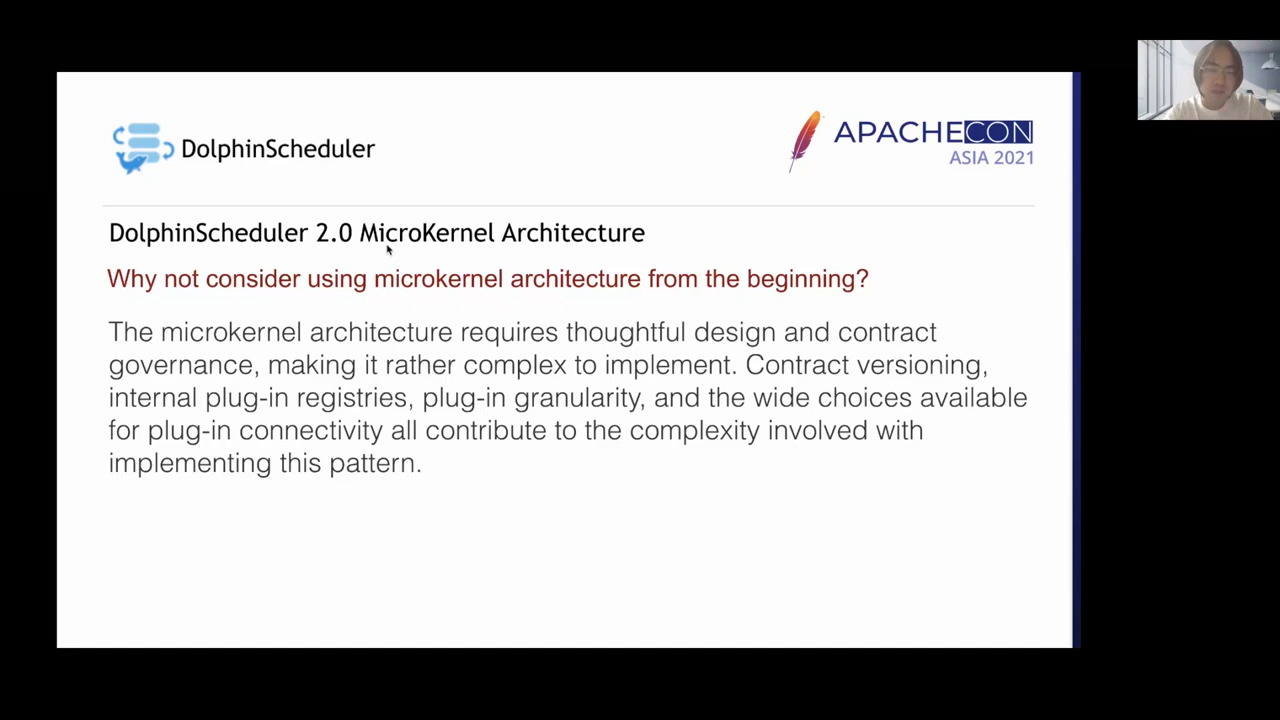 DolphinScheduler
APACHECON
ASIA 2021
DolphinScheduler 2.0 MicroKernel Architecture
Why not consider using microkernel architecture from the beginning?
The microkernel architecture requires thoughtful design and contract
governance, making it rather complex to implement. Contract versioning,
internal plug-in registries, plug-in granularity, and the wide choices available
for plug-in connectivity all contribute to the complexity involved with
implementing this pattern.